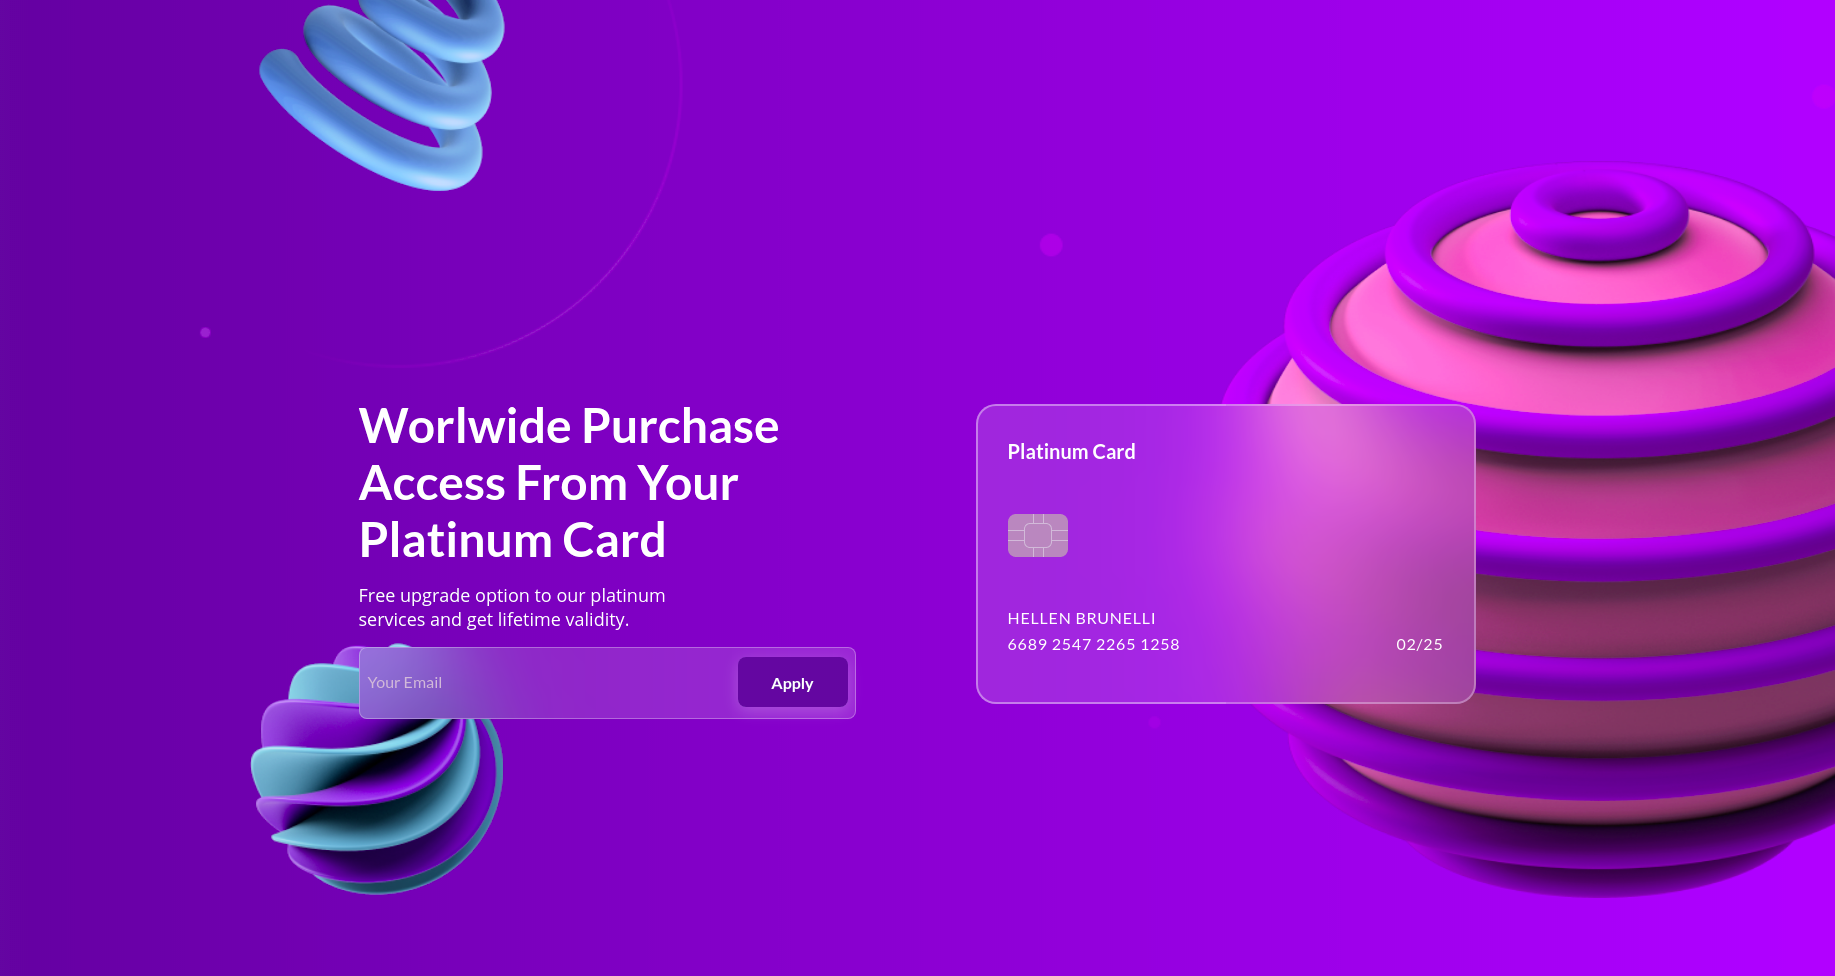 Worlwide Purchase
Access From Your
Platinum Card
Free upgrade option to our platinum
services and get lifetime validity.
Your Email
Apply
Platinum Card
HELLEN BRUNELLI
6689 2547 2265 1258
02/25